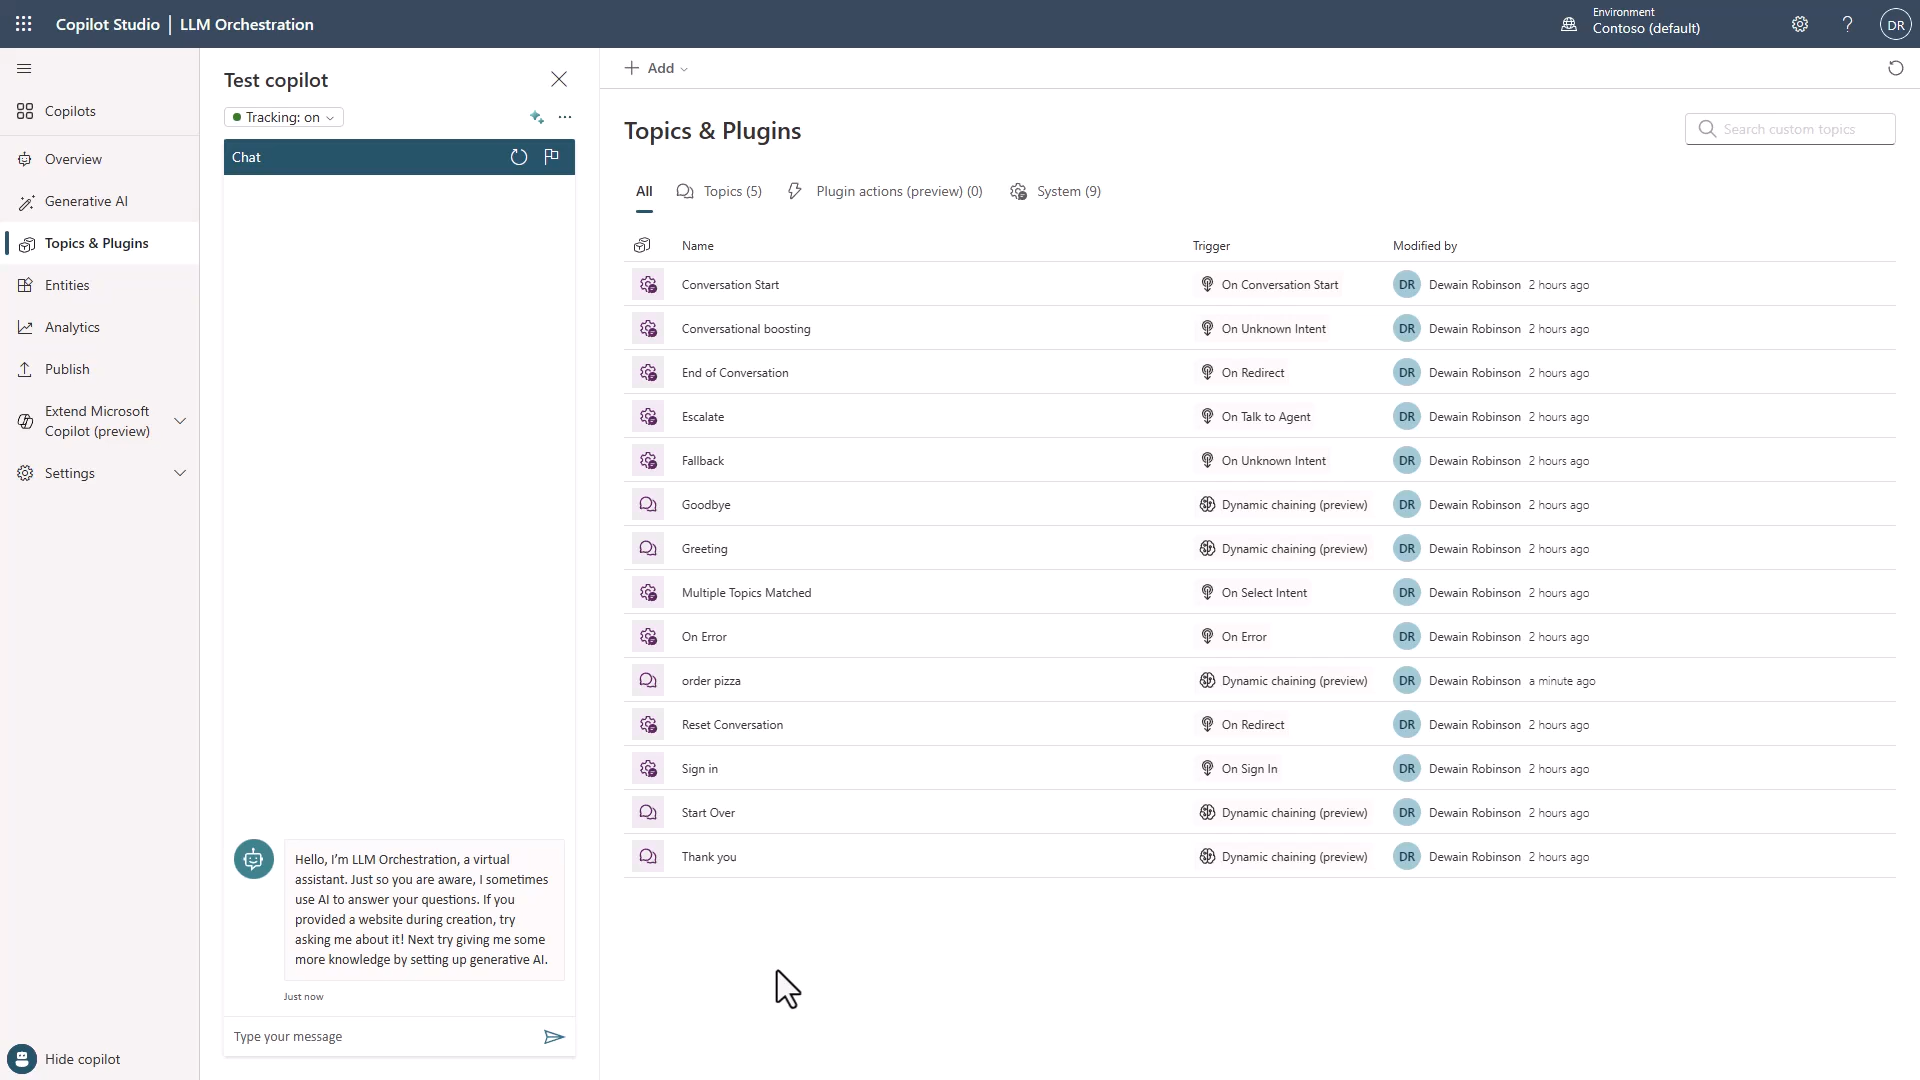 Copilot Studio | LLM Orchestration
Environment
Contoso (default)
DR
Copilots
Overview
Generative AI
Topics & Plugins
Entities
Analytics
Publish
Extend Microsoft
Copilot (preview)
Settings
Hide copilot
Test copilot
Tracking: on
Chat
Hello, I'm LLM Orchestration, a virtual
assistant. Just so you are aware, I sometimes
use AI to answer your questions. If you
provided a website during creation, try
asking me about it! Next try giving me some
more knowledge by setting up generative AI.
Just now
Type your message
Add
Topics & Plugins
Search custom topics
All Topics (5) Plugin actions (preview) (0) System (9)
Name Trigger Modified by
Conversation Start On Conversation Start DR Dewain Robinson 2 hours ago
Conversational boosting On Unknown Intent DR Dewain Robinson 2 hours ago
End of Conversation On Redirect DR Dewain Robinson 2 hours ago
Escalate On Talk to Agent DR Dewain Robinson 2 hours ago
Fallback On Unknown Intent DR Dewain Robinson 2 hours ago
Goodbye Dynamic chaining (preview) DR Dewain Robinson 2 hours ago
Greeting Dynamic chaining (preview) DR Dewain Robinson 2 hours ago
Multiple Topics Matched On Select Intent DR Dewain Robinson 2 hours ago
On Error On Error DR Dewain Robinson 2 hours ago
order pizza Dynamic chaining (preview) DR Dewain Robinson a minute ago
Reset Conversation On Redirect DR Dewain Robinson 2 hours ago
Sign in On Sign In DR Dewain Robinson 2 hours ago
Start Over Dynamic chaining (preview) DR Dewain Robinson 2 hours ago
Thank you Dynamic chaining (preview) DR Dewain Robinson 2 hours ago